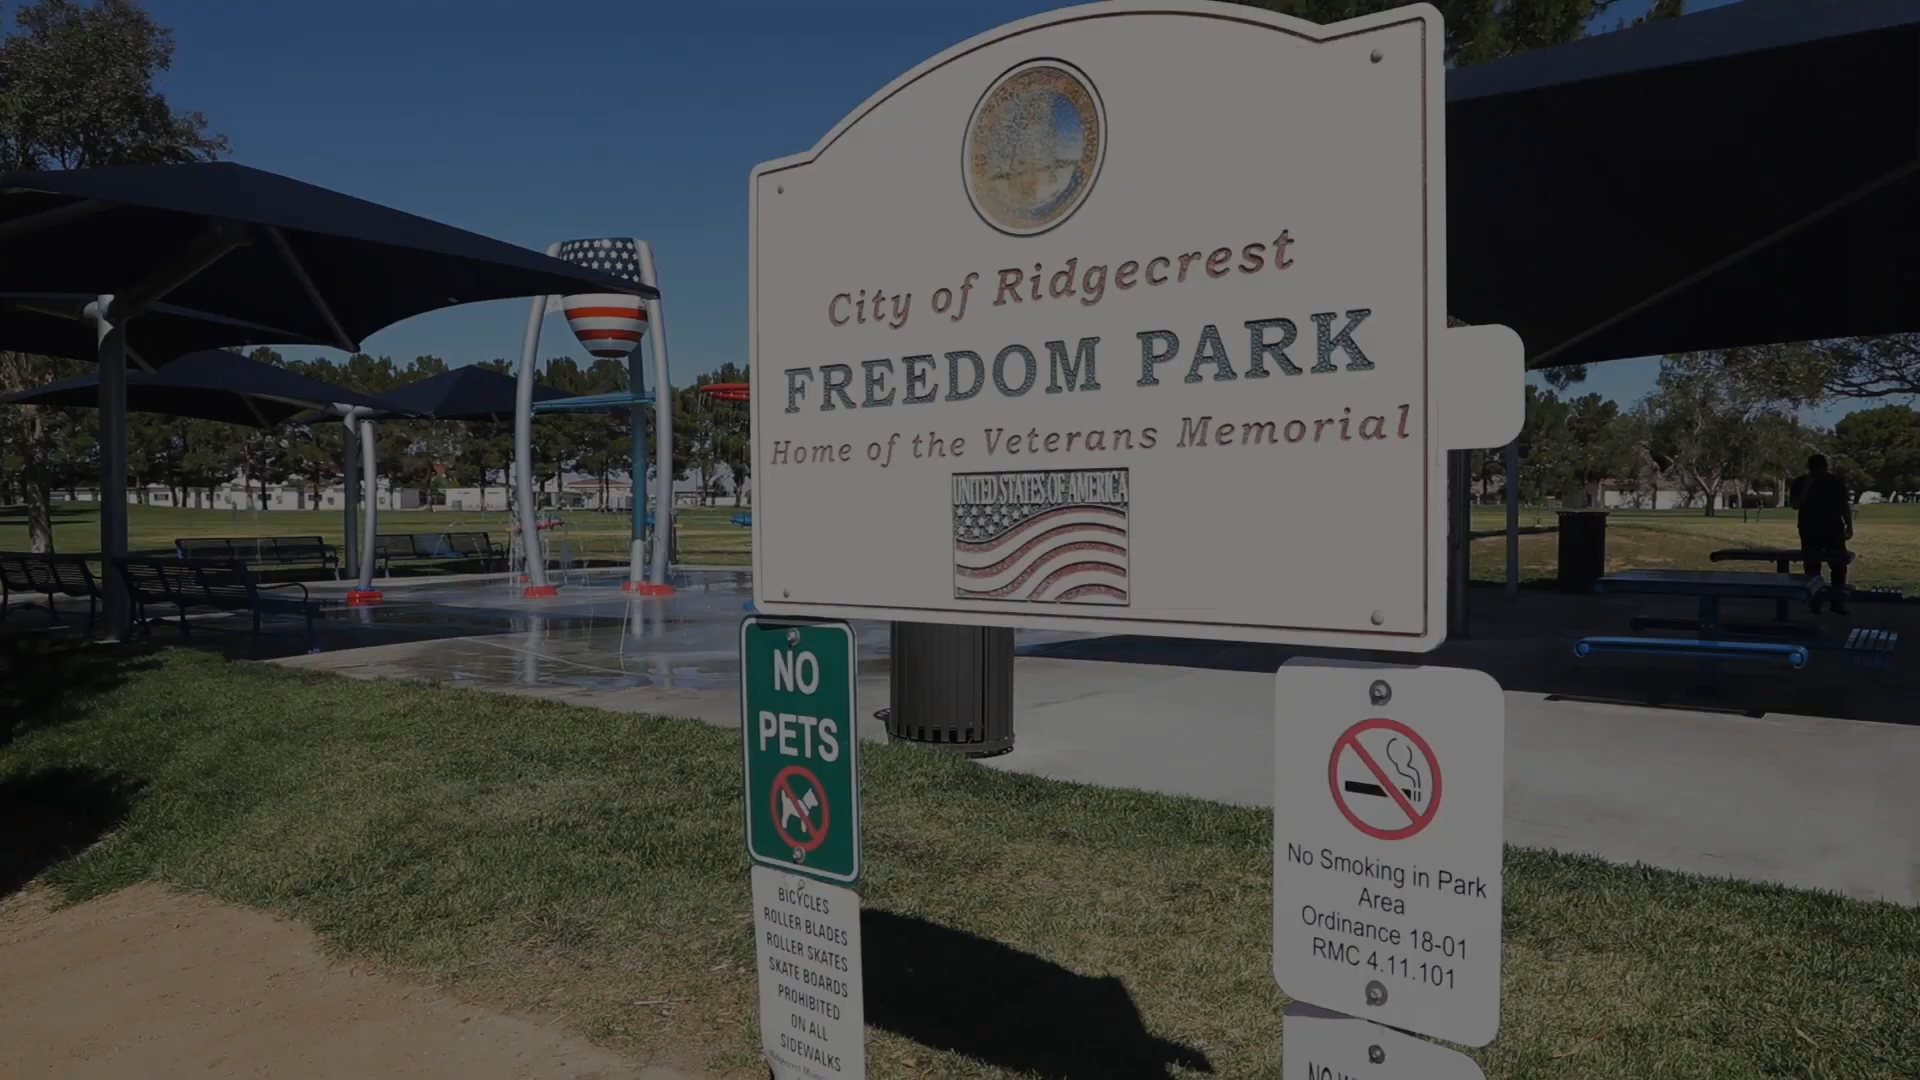 City of Ridgecrest
FREEDOM PARK
Home of the Veterans Memorial
UNITED STATES OF AMERICA
NO
PETS
BICYCLES
ROLLER BLADES
ROLLER SKATES
SKATE BOARDS
PROHIBITED
ON ALL
SIDEWALKS
No Smoking in Park
Area
Ordinance 18-01
RMC 4.11.101
NO